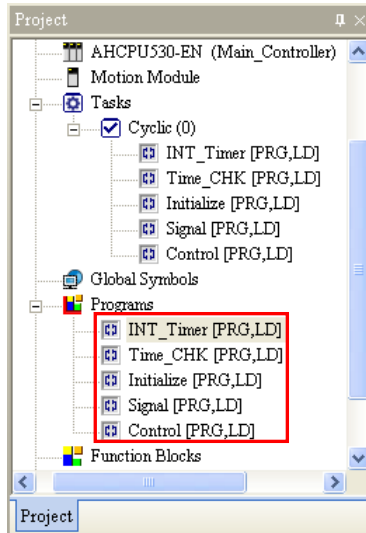 Project
AHCPU530-EN (Main_Controller)
Motion Module
Tasks
Cyclic (0)
INT_Timer [PRG,LD]
Time_CHK [PRG,LD]
Initialize [PRG,LD]
Signal [PRG,LD]
Control [PRG,LD]
Global Symbols
Programs
INT_Timer [PRG,LD]
Time_CHK [PRG,LD]
Initialize [PRG,LD]
Signal [PRG,LD]
Control [PRG,LD]
Function Blocks
Project